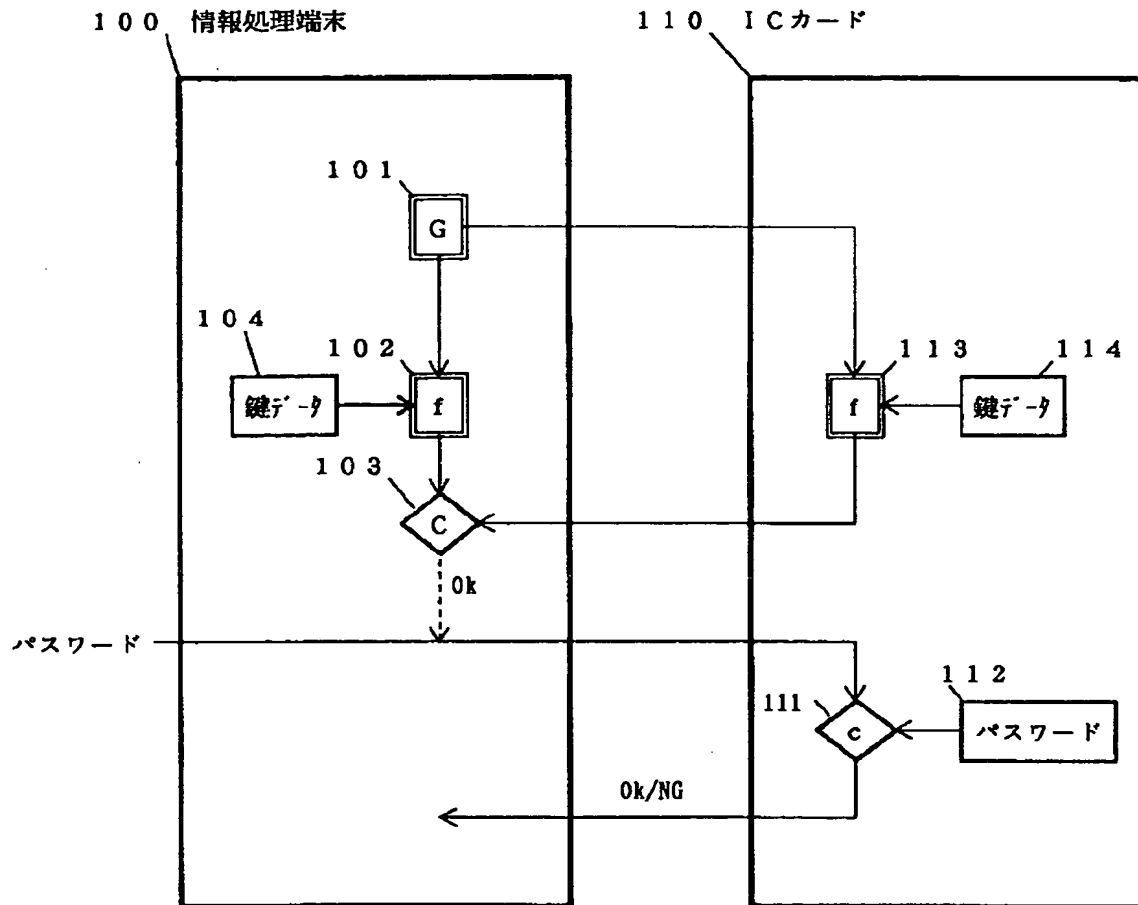 １００ 情報処理端末
１１０ ＩＣカード
１０１
G
１０４
１０２
１１３
１１４
鍵データ
f
f
鍵データ
１０３
C
Ok
パスワード
１１２
111
c
パスワード
Ok/NG